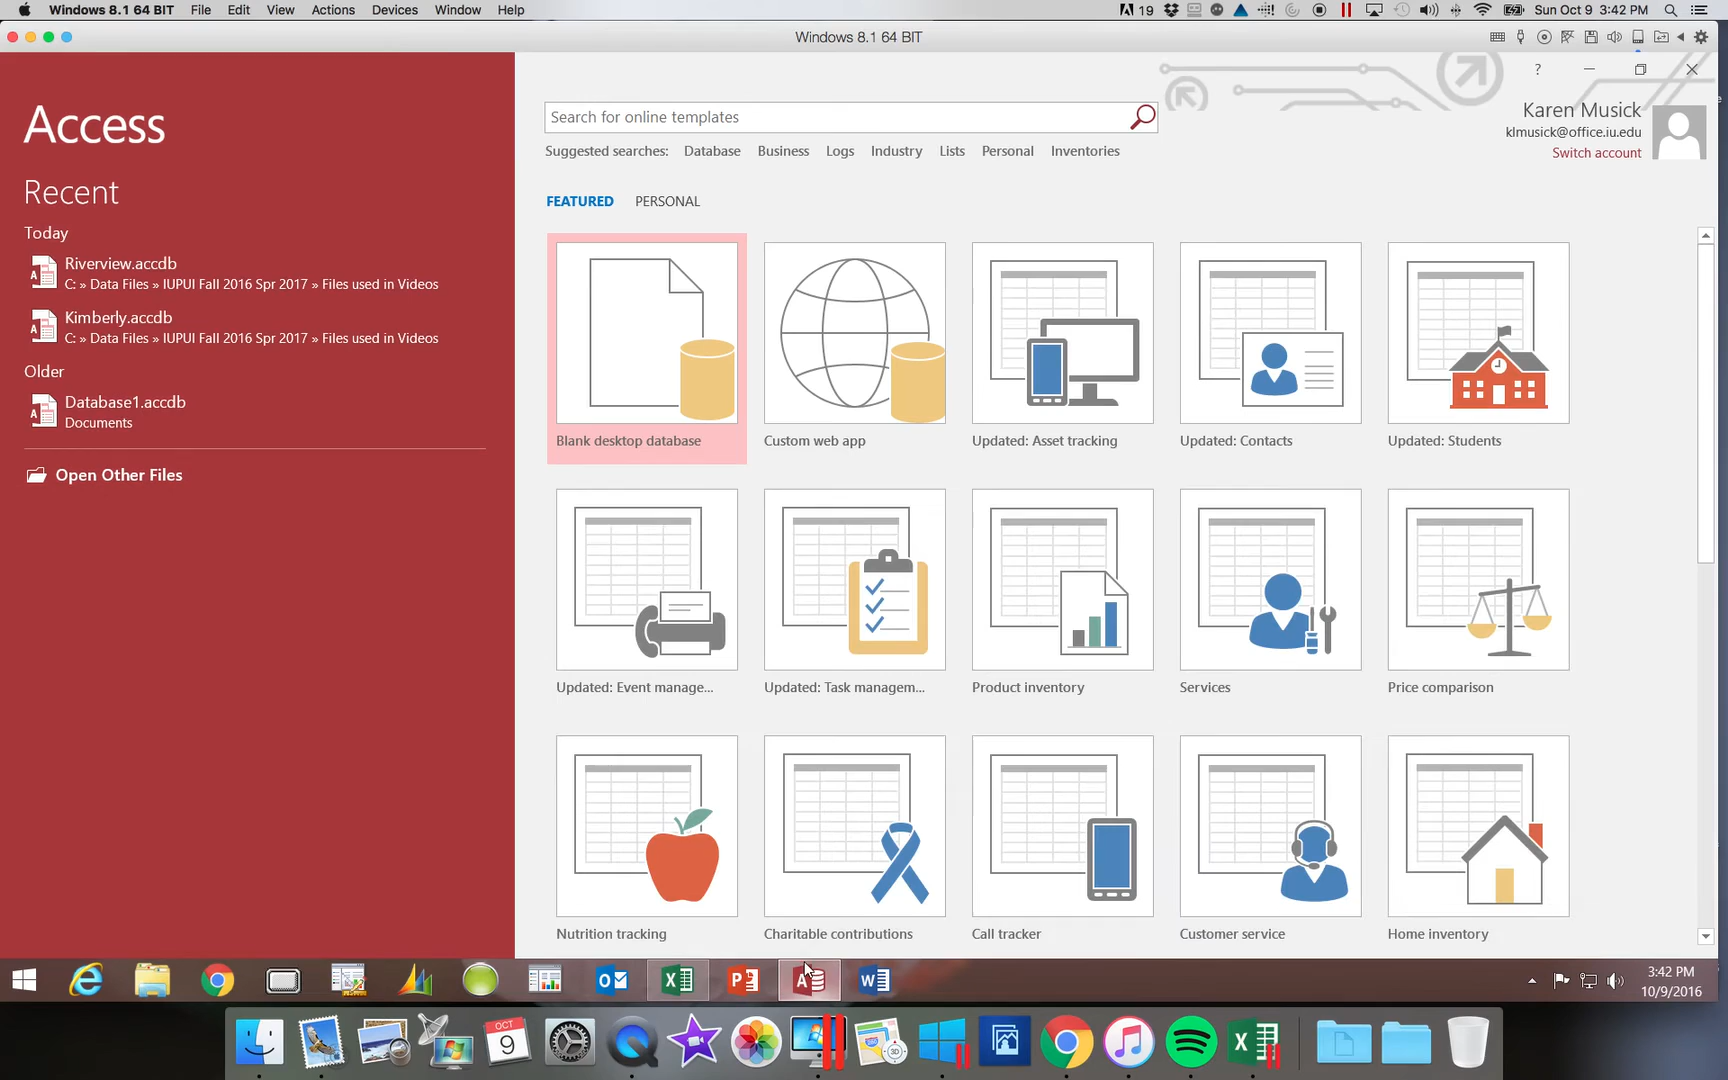 Windows 8.1 64 BIT File Edit View Actions Devices Window Help 19 Sun Oct 9 3:42 PM
Windows 8.1 64 BIT
?
Access
Search for online templates
Karen Musick
klmusick@office.iu.edu
Switch account
Suggested searches: Database Business Logs Industry Lists Personal Inventories
Recent
FEATURED PERSONAL
Today
Riverview.accdb
C: » Data Files » IUPUI Fall 2016 Spr 2017 » Files used in Videos
Kimberly.accdb
C: » Data Files » IUPUI Fall 2016 Spr 2017 » Files used in Videos
Older
Database1.accdb
Documents
Open Other Files
Blank desktop database Custom web app Updated: Asset tracking Updated: Contacts Updated: Students
Updated: Event manage... Updated: Task managem... Product inventory Services Price comparison
Nutrition tracking Charitable contributions Call tracker Customer service Home inventory
3:42 PM
10/9/2016
OCT
9
3D